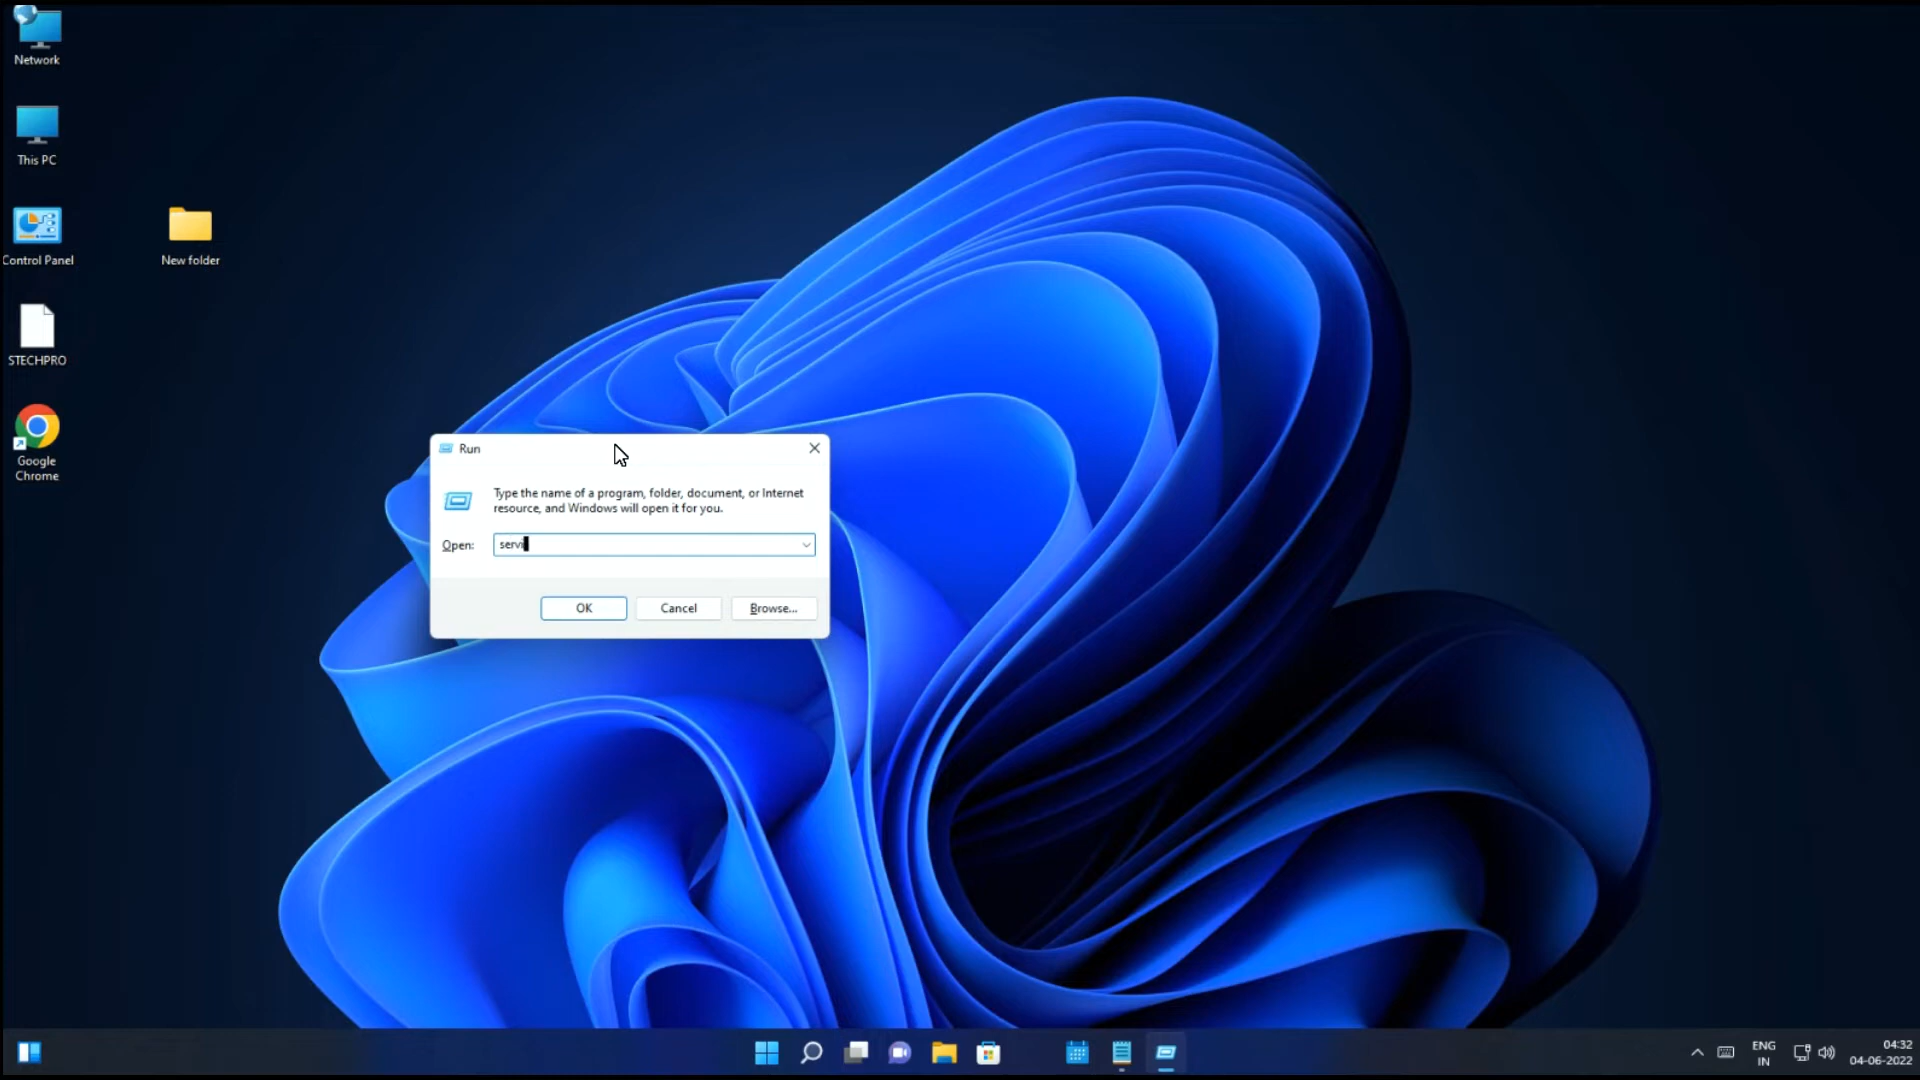 Network
This PC
Control Panel
New folder
STECHPRO
Google
Chrome
Run
Type the name of a program, folder, document, or Internet
resource, and Windows will open it for you.
Open: servi
OK Cancel Browse...
ENG
IN
04:32
04-06-2022